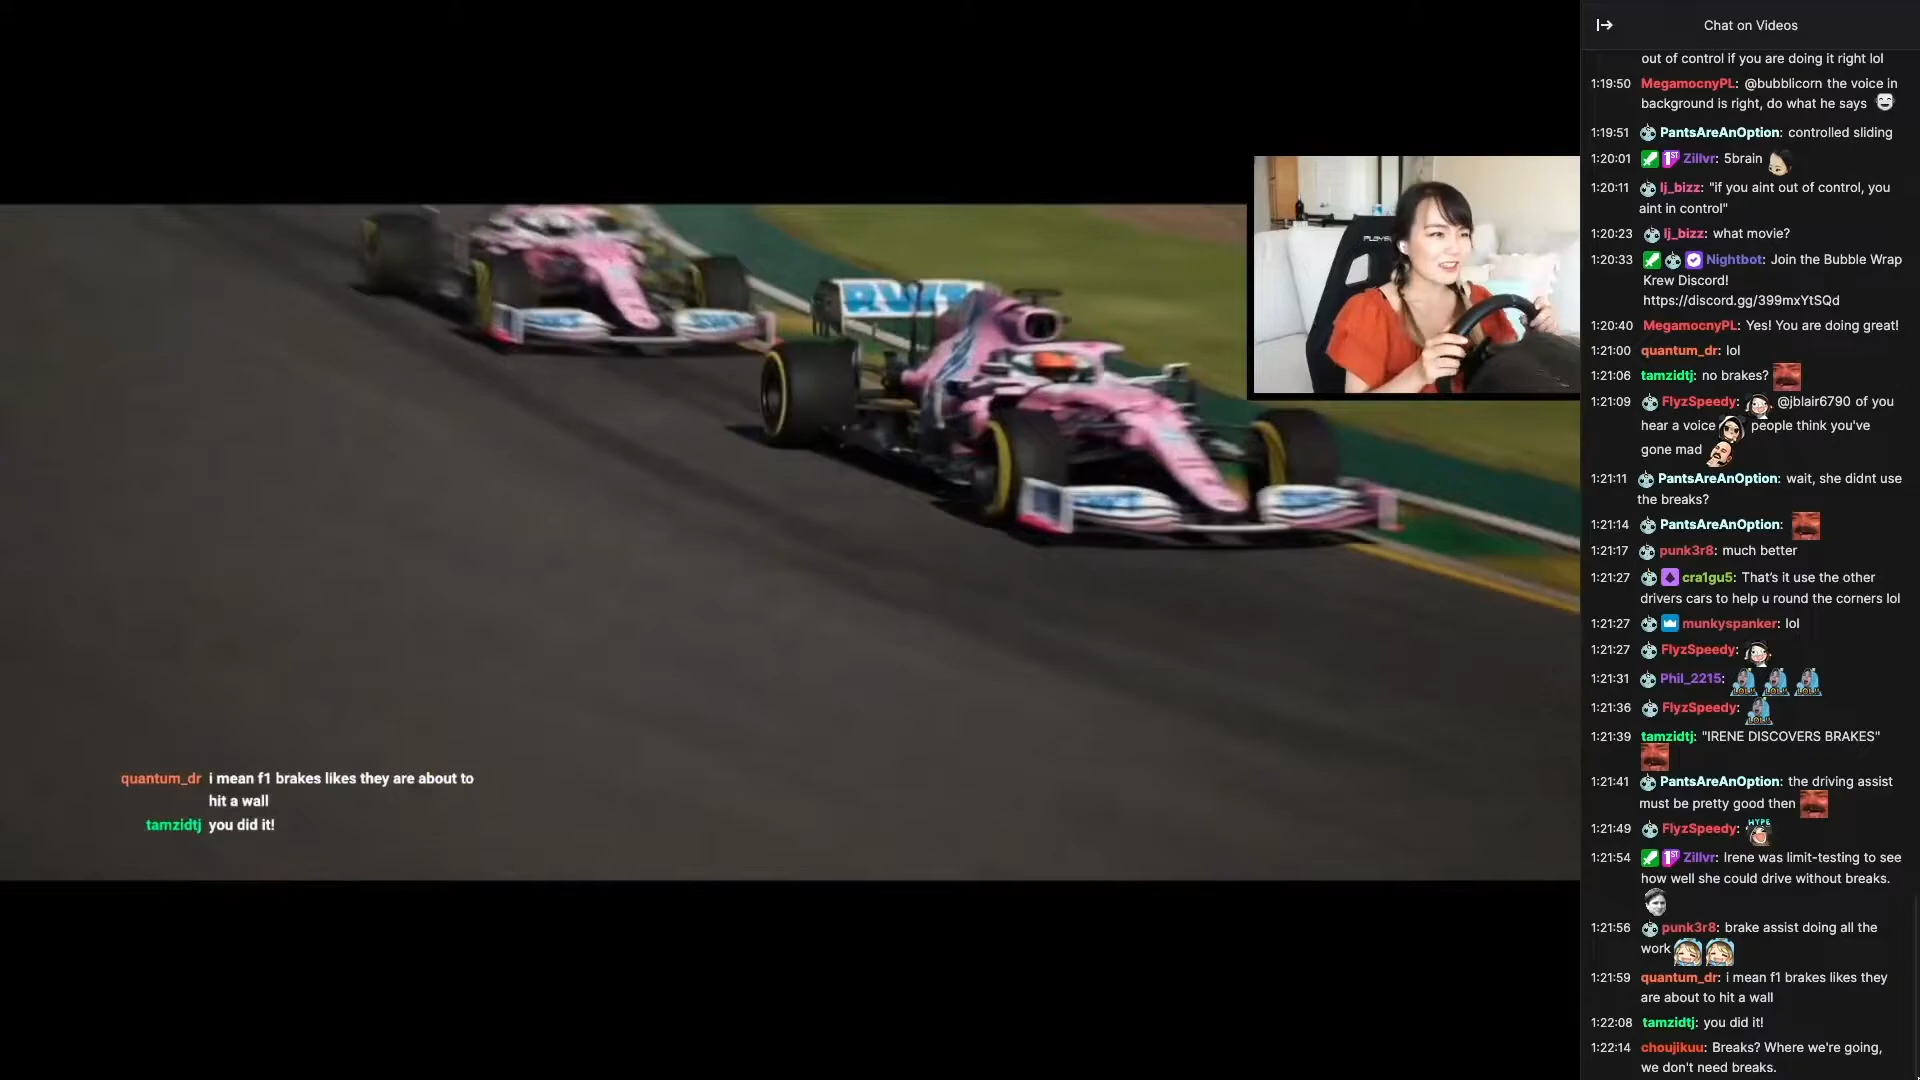 Chat on Videos
out of control if you are doing it right lol
1:19:50 MegamocnyPL: @bubblicorn the voice in
background is right, do what he says
1:19:51 PantsAreAnOption: controlled sliding
1:20:01 Zillvr: 5brain
1:20:11 lj_bizz: "if you aint out of control, you
aint in control"
1:20:23 lj_bizz: what movie?
1:20:33 Nightbot: Join the Bubble Wrap
Krew Discord!
https://discord.gg/399mxYtSQd
1:20:40 MegamocnyPL: Yes! You are doing great!
1:21:00 quantum_dr: lol
1:21:06 tamzidtj: no brakes?
1:21:09 FlyzSpeedy: @jblair6790 of you
hear a voice people think you've
gone mad
1:21:11 PantsAreAnOption: wait, she didnt use
the breaks?
1:21:14 PantsAreAnOption:
1:21:17 punk3r8: much better
1:21:27 cra1gu5: That's it use the other
drivers cars to help u round the corners lol
1:21:27 munkyspanker: lol
1:21:27 FlyzSpeedy:
1:21:31 Phil_2215: LOL!! LOL!! LOL!!
1:21:36 FlyzSpeedy: LOL!!
1:21:39 tamzidtj: "IRENE DISCOVERS BRAKES"
1:21:41 PantsAreAnOption: the driving assist
must be pretty good then
1:21:49 FlyzSpeedy: HYPE
1:21:54 Zillvr: Irene was limit-testing to see
how well she could drive without breaks.
1:21:56 punk3r8: brake assist doing all the
work
1:21:59 quantum_dr: i mean f1 brakes likes they
are about to hit a wall
1:22:08 tamzidtj: you did it!
1:22:14 choujikuu: Breaks? Where we're going,
we don't need breaks.
quantum_dr i mean f1 brakes likes they are about to
hit a wall
tamzidtj you did it!
BWT